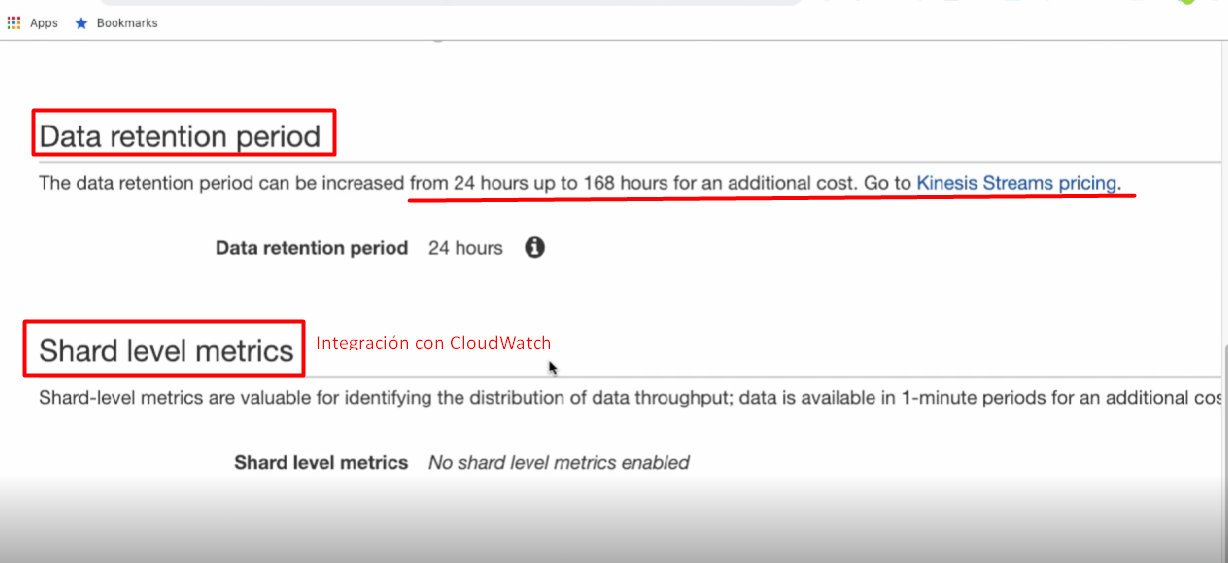 Apps Bookmarks
Data retention period
The data retention period can be increased from 24 hours up to 168 hours for an additional cost. Go to Kinesis Streams pricing.
Data retention period 24 hours
Shard level metrics Integración con CloudWatch
Shard-level metrics are valuable for identifying the distribution of data throughput; data is available in 1-minute periods for an additional cos
Shard level metrics No shard level metrics enabled